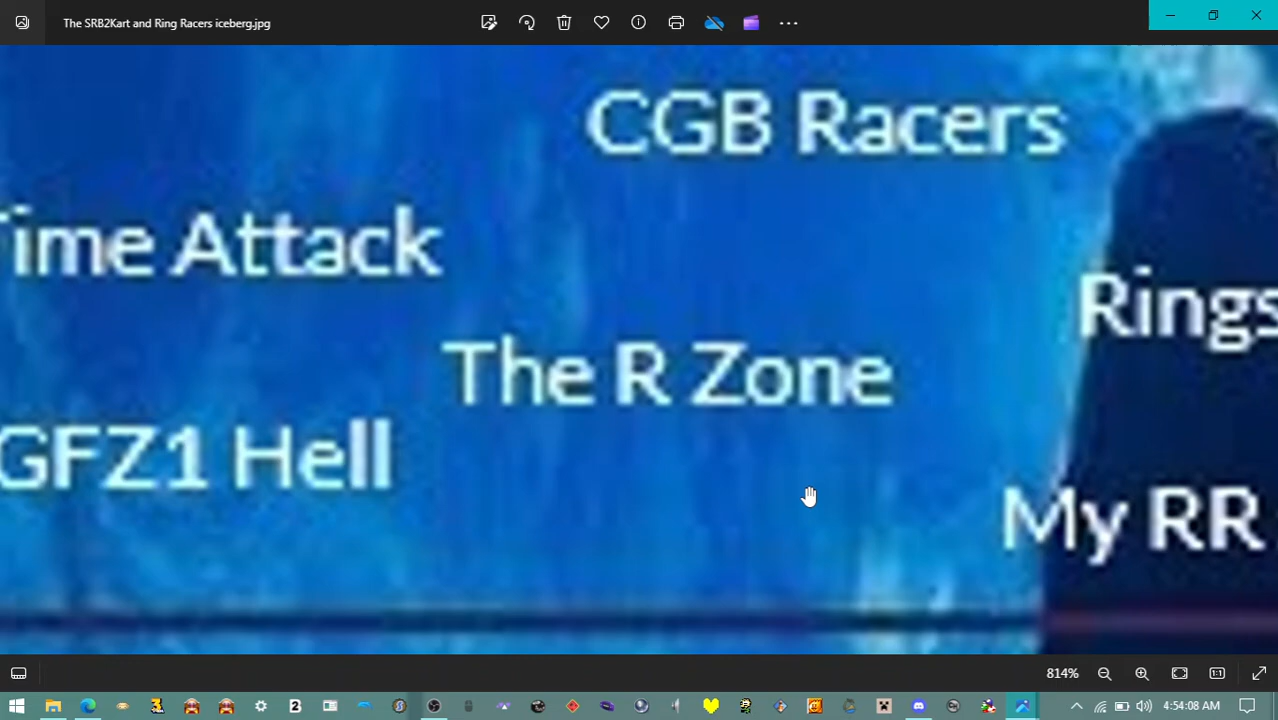 The SRB2Kart and Ring Racers iceberg.jpg
CGB Racers
Time Attack
Rings
The R Zone
GFZ1 Hell
My RR
814%
4:54:08 AM